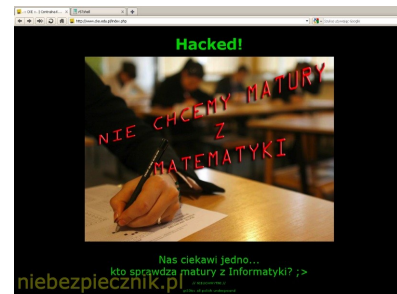 Hacked!
NIE CHCEMY MATURY
Z
MATEMATYKI
Nas ciekawi jedno...
kto sprawdza matury z Informatyki? ;>
niebezpiecznik.pl